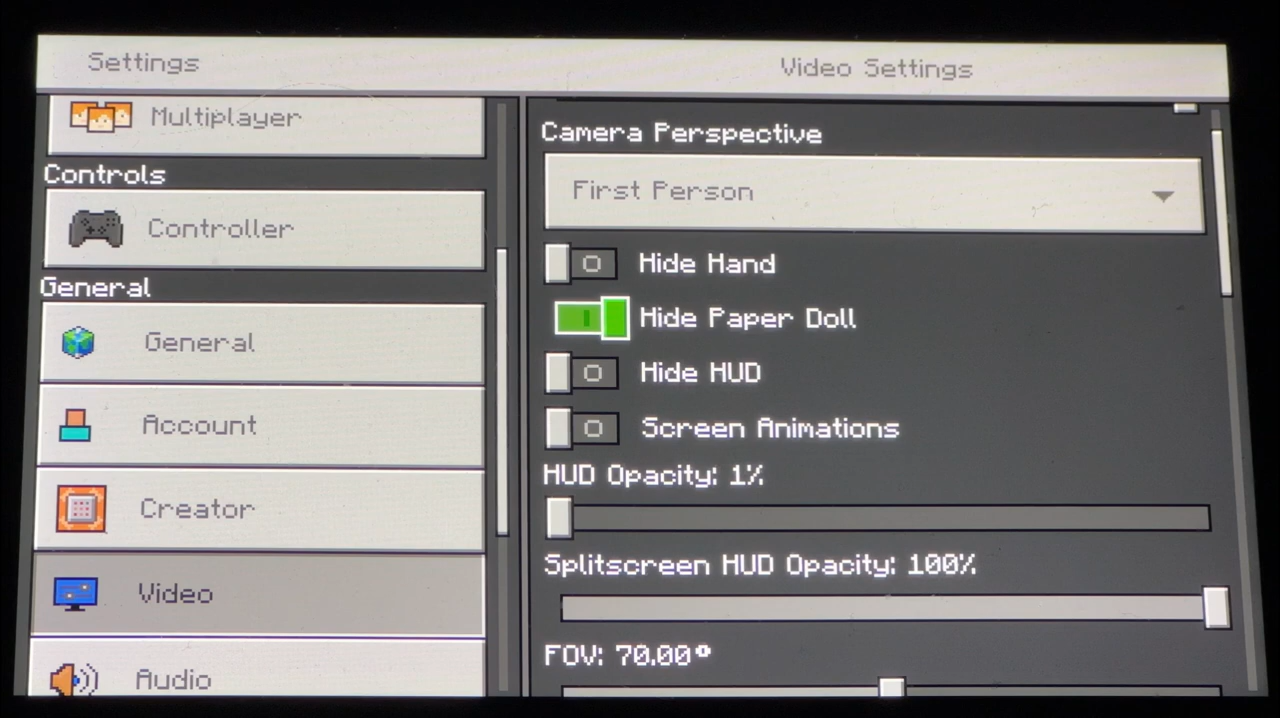 Settings
Video Settings
Multiplayer
Controls
Controller
General
General
Account
Creator
Video
Audio
Camera Perspective
First Person
Hide Hand
Hide Paper Doll
Hide HUD
Screen Animations
HUD Opacity: 1%
Splitscreen HUD Opacity: 100%
FOV: 70.00°